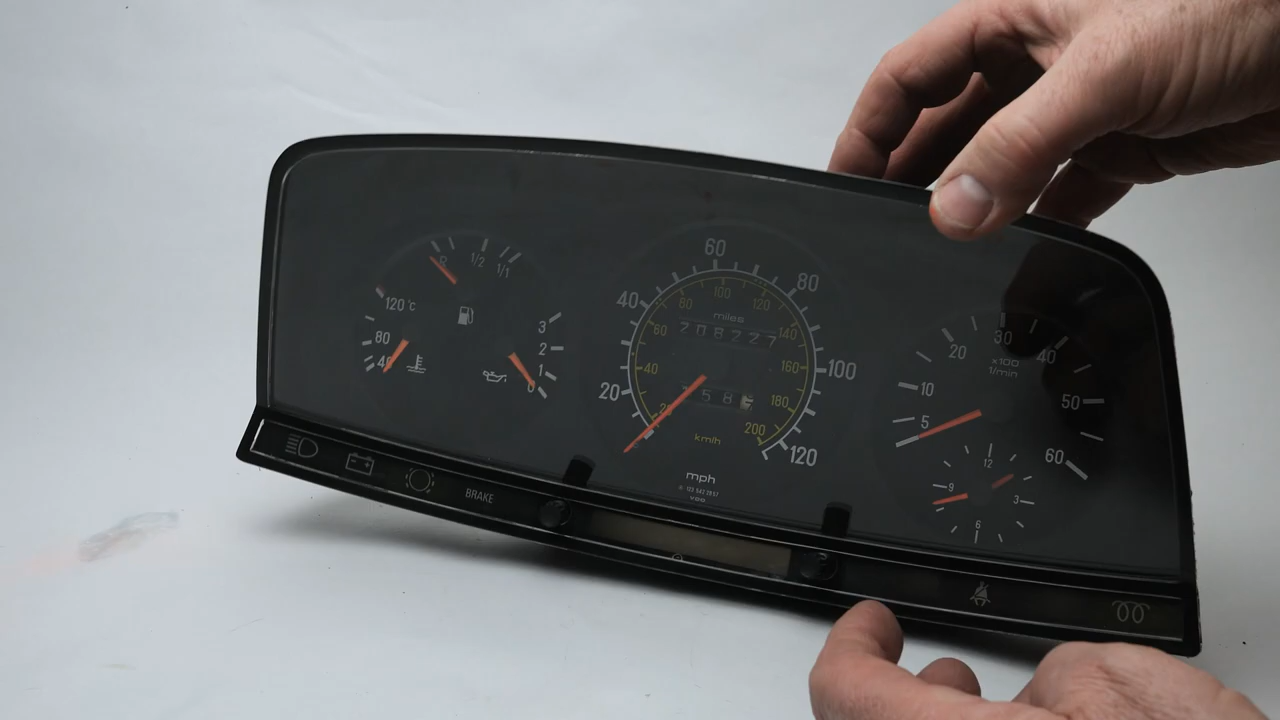 R 1/2 1/1
120 °C
80
40
3
2
1
0
20 40 60 80 100 120
20 40 60 80 100 120 140 160 180 200
miles
208227
58
km/h
mph
VDO
5 10 20 30 40 50 60
x100
1/min
12
3
6
9
BRAKE